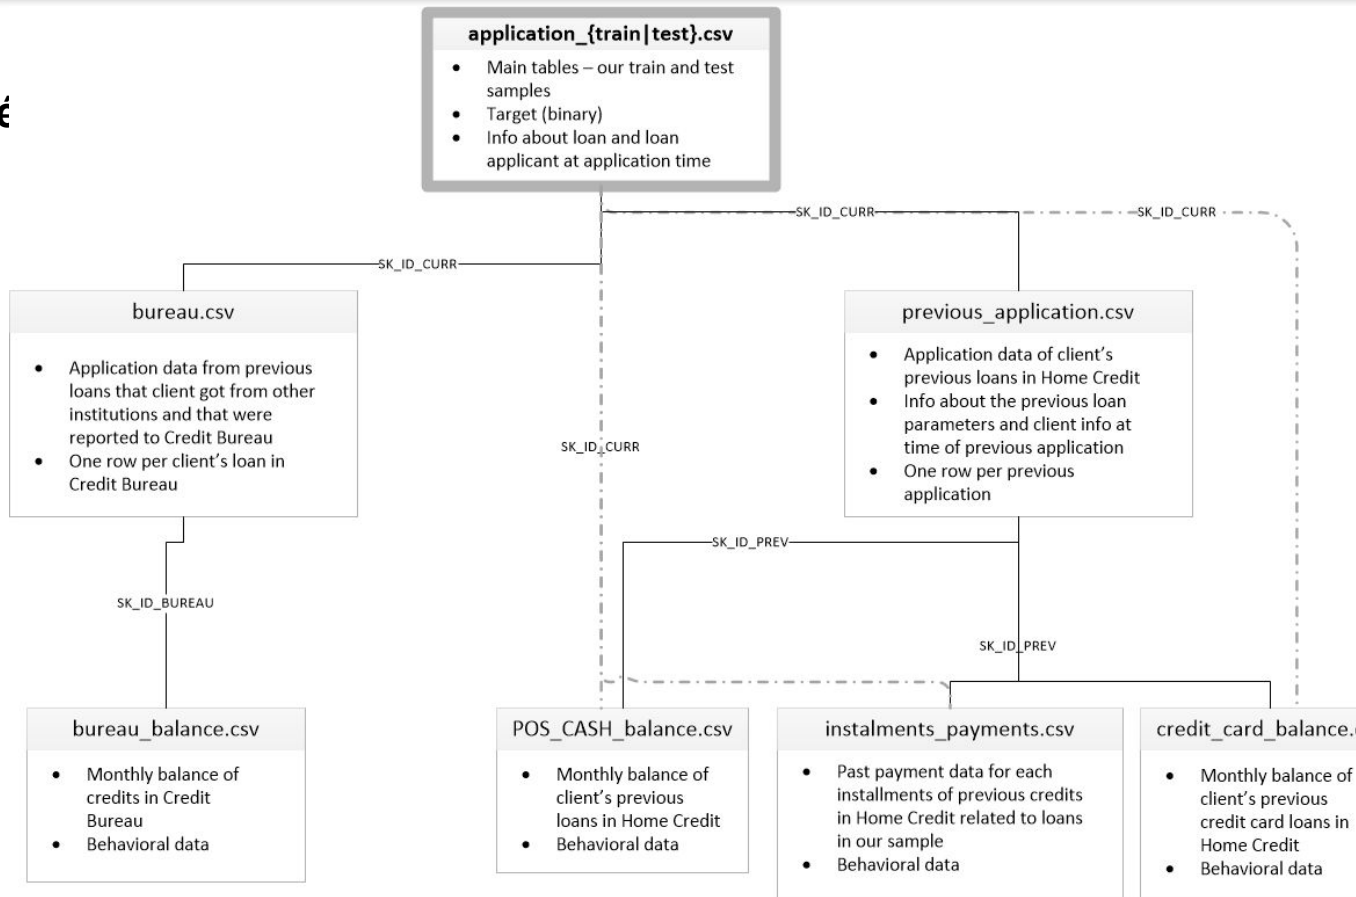 application_{train|test}.csv
• Main tables – our train and test
samples
• Target (binary)
• Info about loan and loan
applicant at application time
é
SK_ID_CURR
SK_ID_CURR
SK_ID_CURR
bureau.csv
• Application data from previous
loans that client got from other
institutions and that were
reported to Credit Bureau
• One row per client's loan in
Credit Bureau
previous_application.csv
• Application data of client's
previous loans in Home Credit
• Info about the previous loan
parameters and client info at
time of previous application
• One row per previous
application
SK_ID_CURR
SK_ID_PREV
SK_ID_BUREAU
SK_ID_PREV
bureau_balance.csv
• Monthly balance of
credits in Credit
Bureau
• Behavioral data
POS_CASH_balance.csv
• Monthly balance of
client's previous
loans in Home Credit
• Behavioral data
instalments_payments.csv
• Past payment data for each
installments of previous credits
in Home Credit related to loans
in our sample
• Behavioral data
credit_card_balance.
• Monthly balance of
client's previous
credit card loans in
Home Credit
• Behavioral data